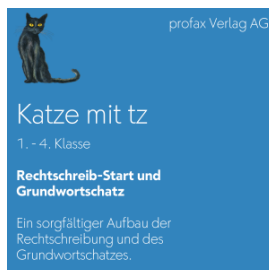 profax Verlag AG
Katze mit tz
1. - 4. Klasse
Rechtschreib-Start und
Grundwortschatz
Ein sorgfältiger Aufbau der
Rechtschreibung und des
Grundwortschatzes.